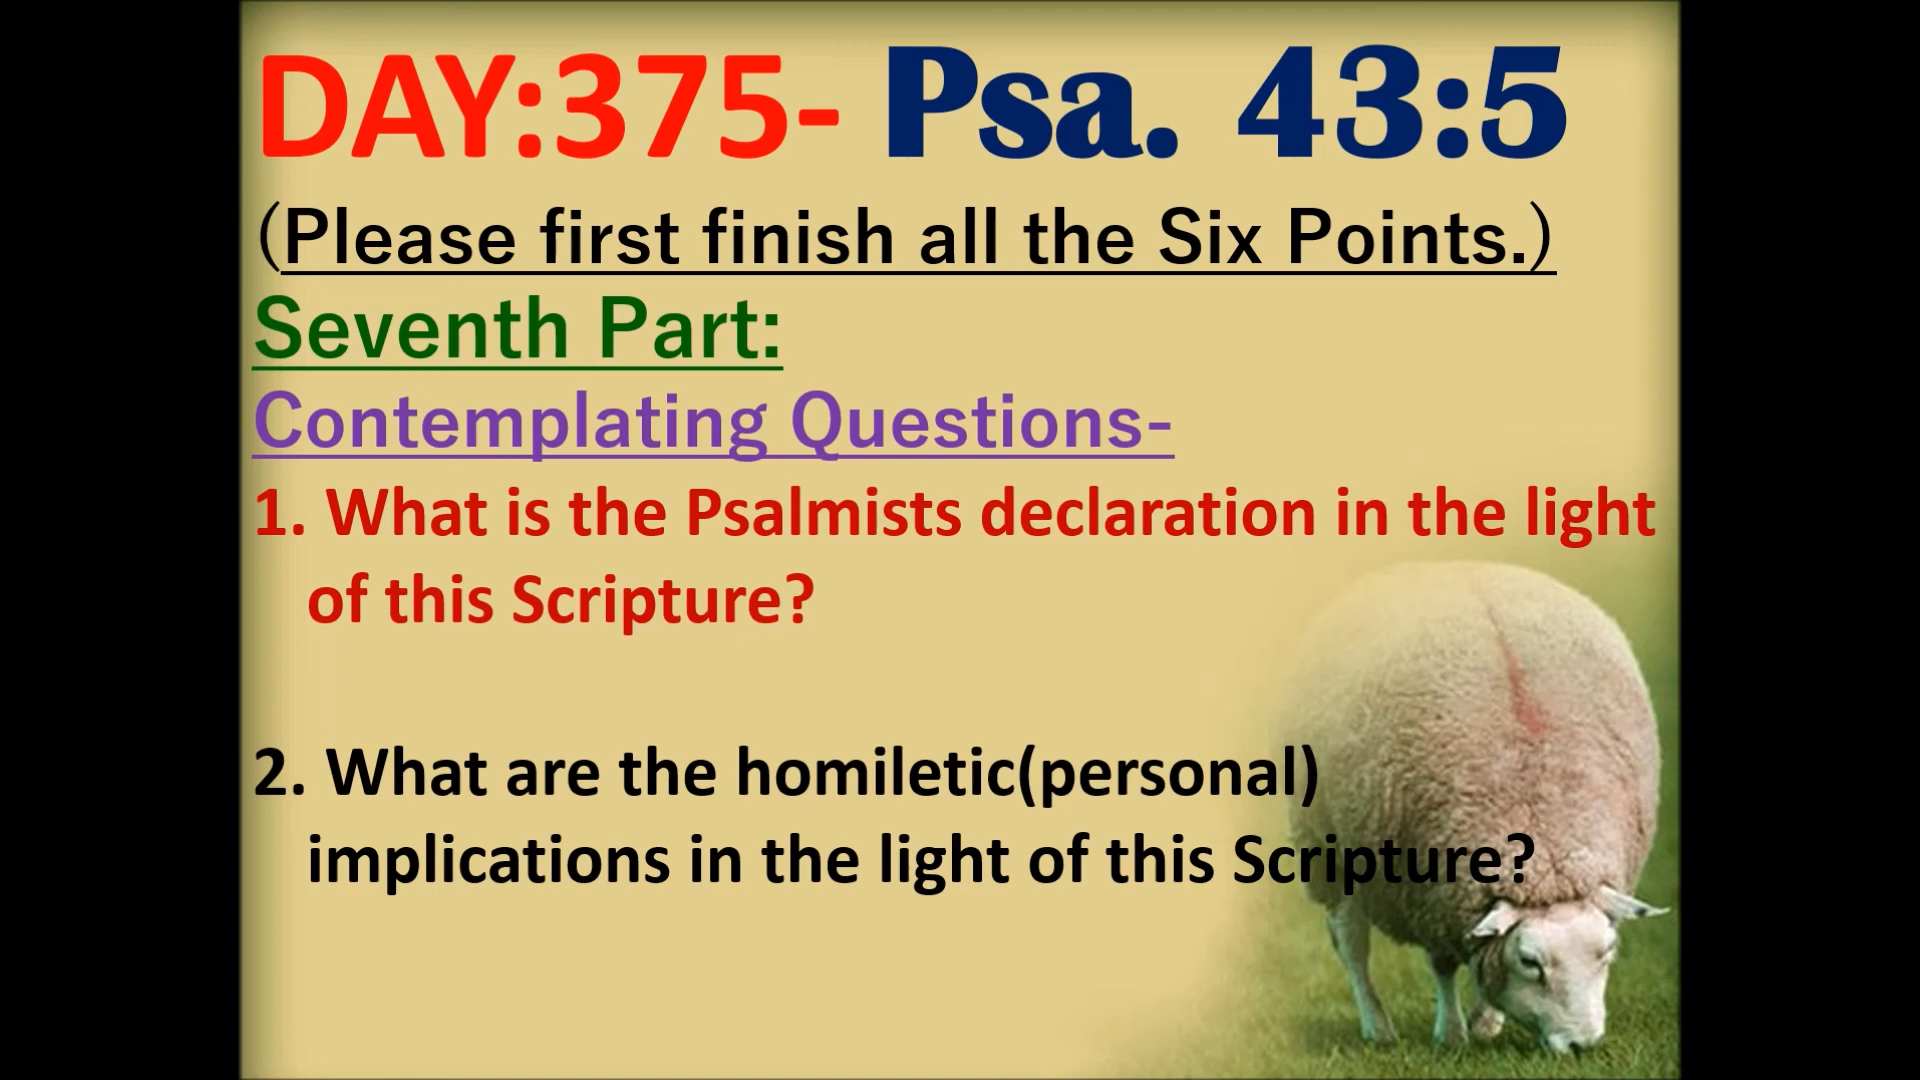 DAY:375- Psa. 43:5
(Please first finish all the Six Points.)
Seventh Part:
Contemplating Questions-
1. What is the Psalmists declaration in the light
of this Scripture?
2. What are the homiletic(personal)
implications in the light of this Scripture?